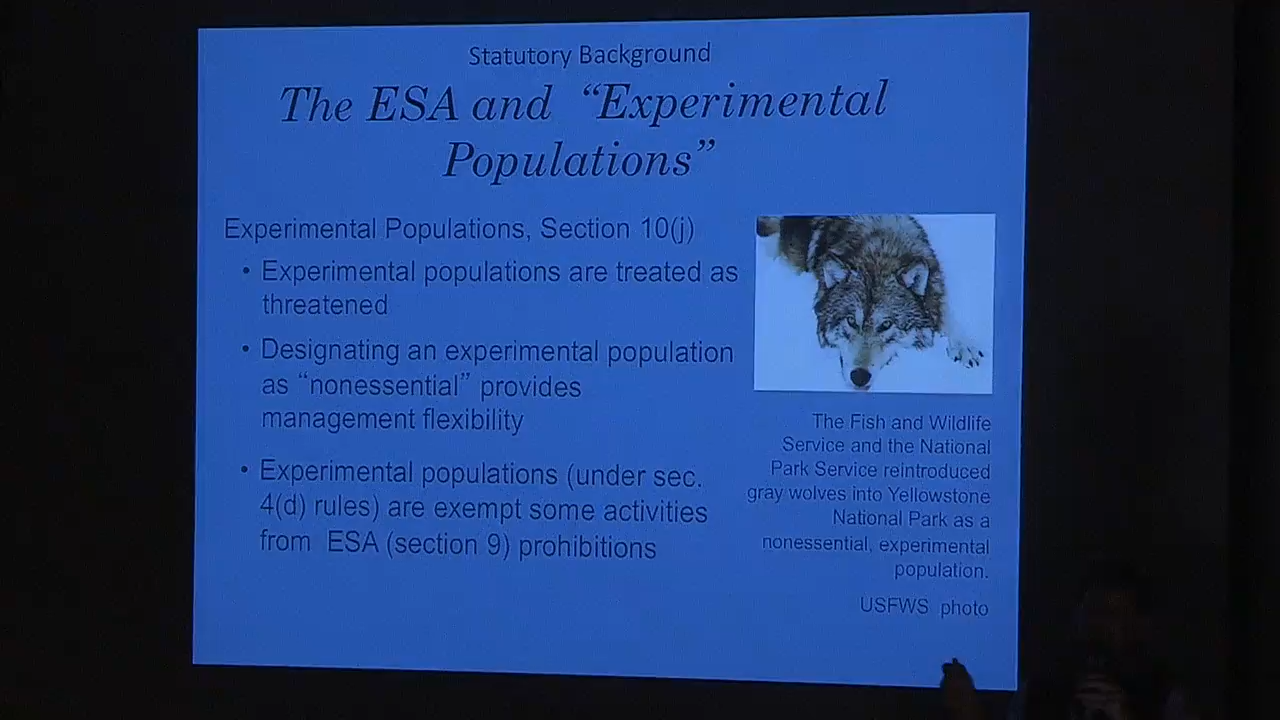 Statutory Background
The ESA and “Experimental
Populations”
Experimental Populations, Section 10(j)
• Experimental populations are treated as
threatened
• Designating an experimental population
as “nonessential” provides
management flexibility
• Experimental populations (under sec.
4(d) rules) are exempt some activities
from ESA (section 9) prohibitions
The Fish and Wildlife
Service and the National
Park Service reintroduced
gray wolves into Yellowstone
National Park as a
nonessential, experimental
population.
USFWS photo